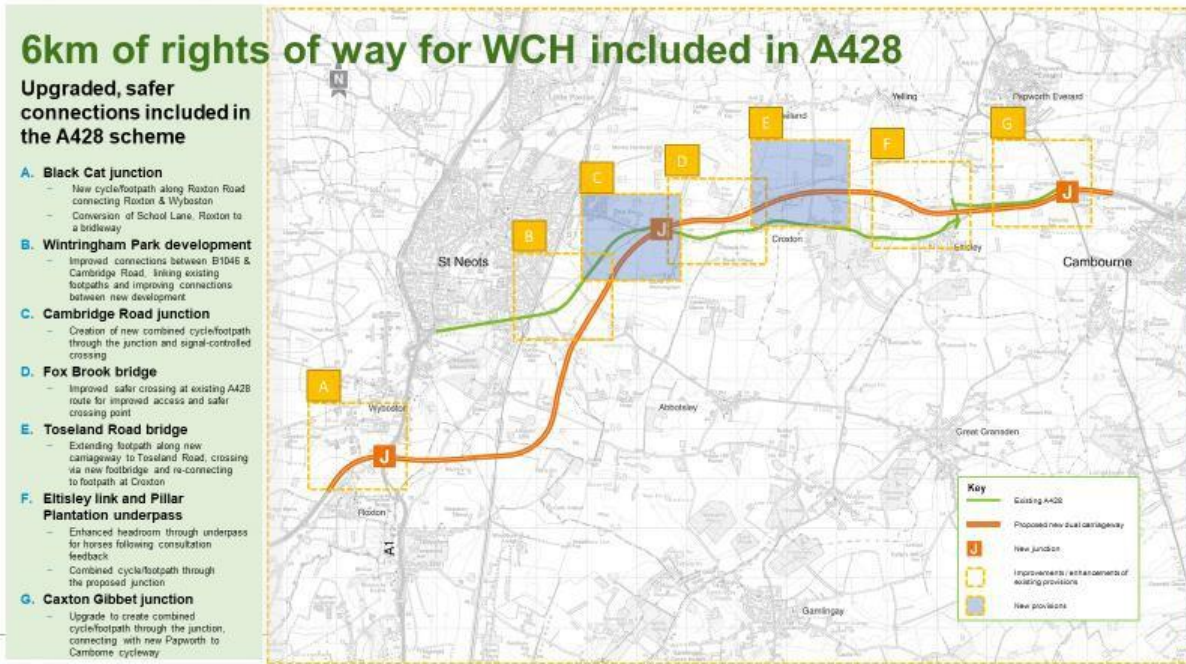 6km of rights of way for WCH included in A428
Upgraded, safer
connections included in
the A428 scheme
A. Black Cat junction
– New cycle/footpath along Roxton Road
connecting Roxton & Wyboston
– Conversion of School Lane, Roxton to
a bridleway
B. Wintringham Park development
– Improved connections between B1046 &
Cambridge Road, linking existing
footpaths and improving connections
between new development
C. Cambridge Road junction
– Creation of new combined cycle/footpath
through the junction and signal-controlled
crossing
D. Fox Brook bridge
– Improved safer crossing at existing A428
route for improved access and safer
crossing point
E. Toseland Road bridge
– Extending footpath along new
carriageway to Toseland Road, crossing
via new footbridge and re-connecting
to footpath at Croxton
F. Eltisley link and Pillar
Plantation underpass
– Enhanced headroom through underpass
for horses following consultation
feedback
– Combined cycle/footpath through
the proposed junction
G. Caxton Gibbet junction
– Upgrade to create combined
cycle/footpath through the junction,
connecting with new Papworth to
Camborne cycleway
N
Yelling
Papworth Everard
E
G
F
D
C
J
B
J
Croxton
Eltisley
St Neots
Cambourne
A
Wyboston
Abbotsley
J
Great Gransden
Roxton
A1
Gamlingay
Key
Existing A428
Proposed new dual carriageway
J
New junction
Improvements / enhancements of
existing provisions
New provisions